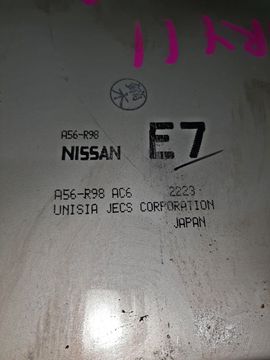 A56-R98
NISSAN E7
A56-R98 AC6 2223
UNISIA JECS CORPORATION
JAPAN